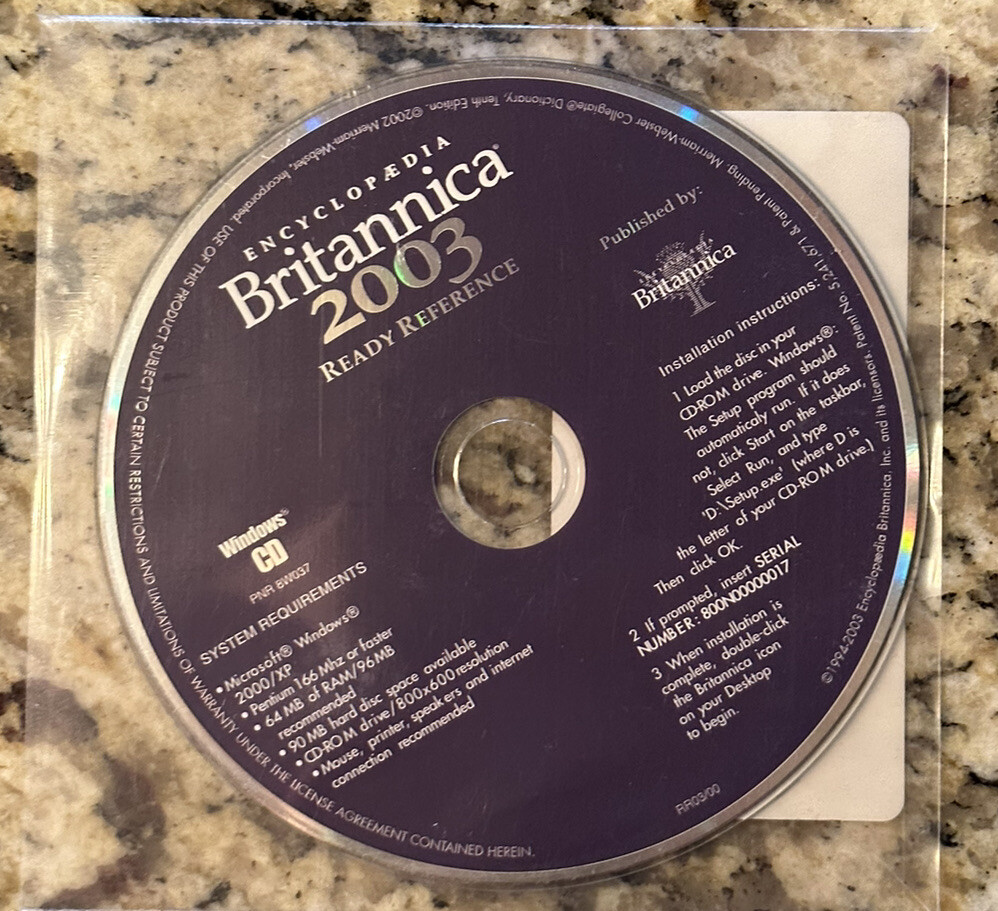 ENCYCLOPÆDIA
Britannica®
2003
READY REFERENCE
Published by:
Britannica
Windows®
CD
PNR 8W037
SYSTEM REQUIREMENTS
• Microsoft® Windows®
2000/XP
• Pentium 166 Mhz or faster
• 64 MB of RAM/96MB
recommended
• 90 MB hard disc space available
• CD-ROM drive/800x600 resolution
• Mouse, printer, speakers and internet
connection recommended
Installation instructions:
1 Load the disc in your
CD-ROM drive. Windows®:
The Setup program should
automatically run. If it does
not, click Start on the taskbar,
Select Run, and type
'D:\Setup.exe' (where D is
the letter of your CD-ROM drive.)
Then click OK.
2 If prompted, insert SERIAL
NUMBER: 800N00000017
3 When installation is
complete, double-click
the Britannica icon
on your Desktop
to begin.
RR03/00
©1994-2003 Encyclopædia Britannica, Inc. and its licensors. Patent No. 5,241,671 & Patent Pending. Merriam-Webster Collegiate® Dictionary, Tenth Edition. ©2002 Merriam-Webster, Incorporated. USE OF THIS PRODUCT SUBJECT TO CERTAIN RESTRICTIONS AND LIMITATIONS OF WARRANTY UNDER THE LICENSE AGREEMENT CONTAINED HEREIN.